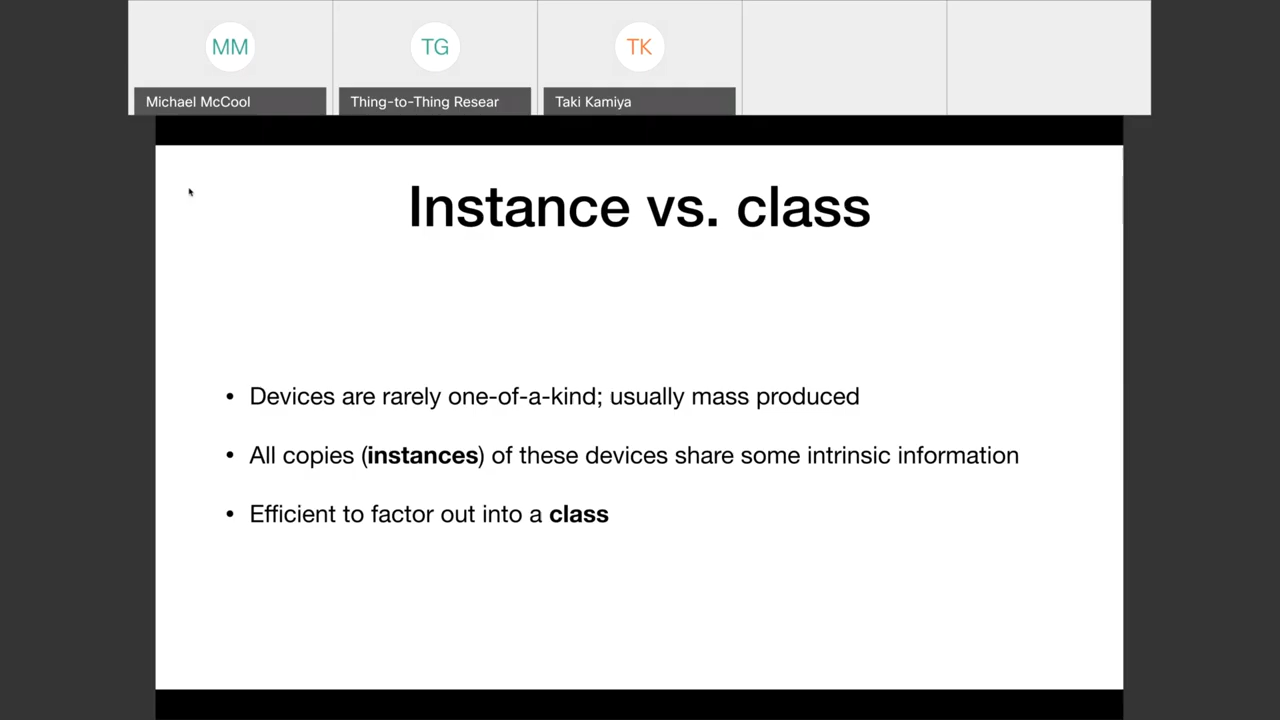 MM
TG
TK
Michael McCool
Thing-to-Thing Resear
Taki Kamiya
Instance vs. class
• Devices are rarely one-of-a-kind; usually mass produced
• All copies (instances) of these devices share some intrinsic information
• Efficient to factor out into a class